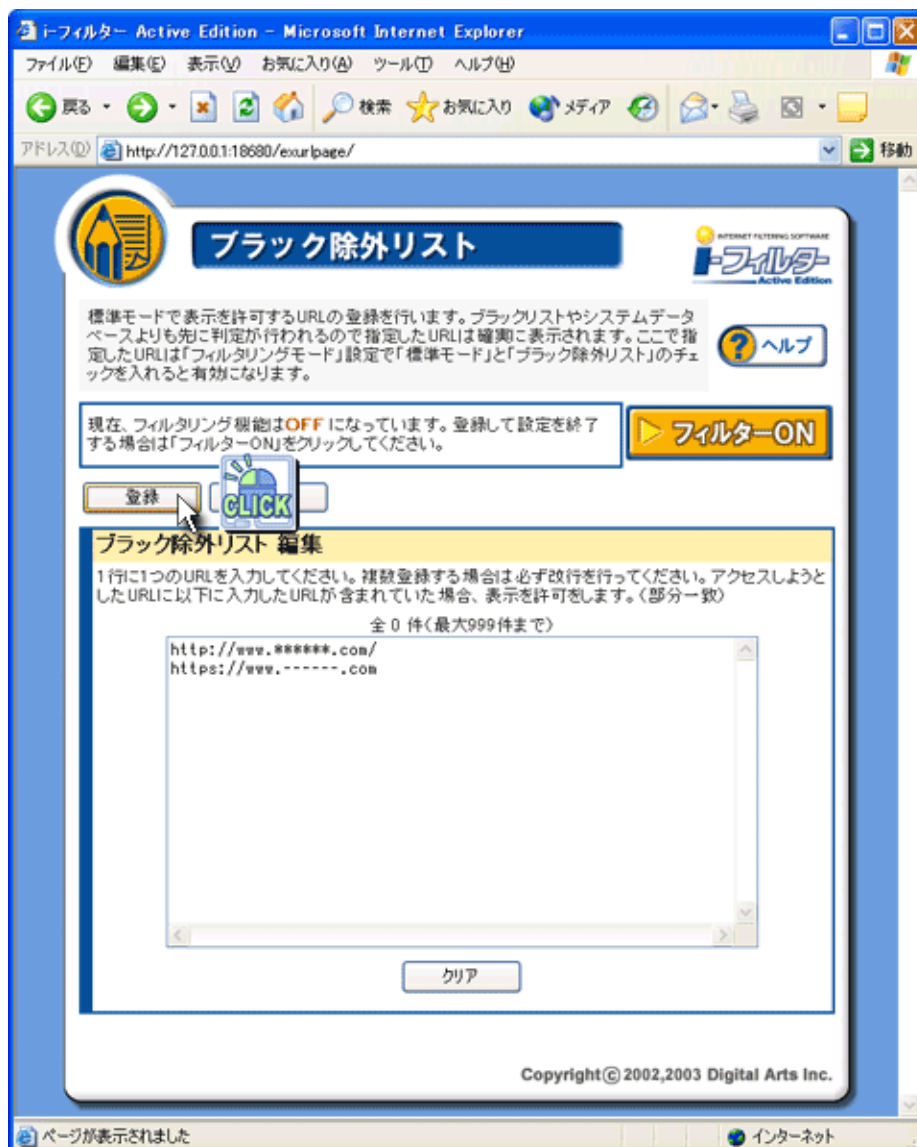 i-フィルター Active Edition - Microsoft Internet Explorer
ファイル(F) 編集(E) 表示(V) お気に入り(A) ツール(T) ヘルプ(H)
戻る 検索 お気に入り メディア
アドレス(D) http://127.0.0.1:18680/exurlpage/ 移動
ブラック除外リスト
INTERNET FILTERING SOFTWARE
i-フィルター
Active Edition
標準モードで表示を許可するURLの登録を行います。ブラックリストやシステムデータ
ベースよりも先に判定が行われるので指定したURLは確実に表示されます。ここで指
定したURLは「フィルタリングモード」設定で「標準モード」と「ブラック除外リスト」のチェ
ックを入れると有効になります。
ヘルプ
現在、フィルタリング機能はOFF になっています。登録して設定を終了
する場合は「フィルターON」をクリックしてください。
フィルターON
登録
CLICK
ブラック除外リスト 編集
1行に1つのURLを入力してください。複数登録する場合は必ず改行を行ってください。アクセスしようと
したURLに以下に入力したURLが含まれていた場合、表示を許可をします。(部分一致)
全 0 件(最大999件まで)
http://www.******.com/
https://www.------.com
クリア
Copyright© 2002,2003 Digital Arts Inc.
ページが表示されました インターネット